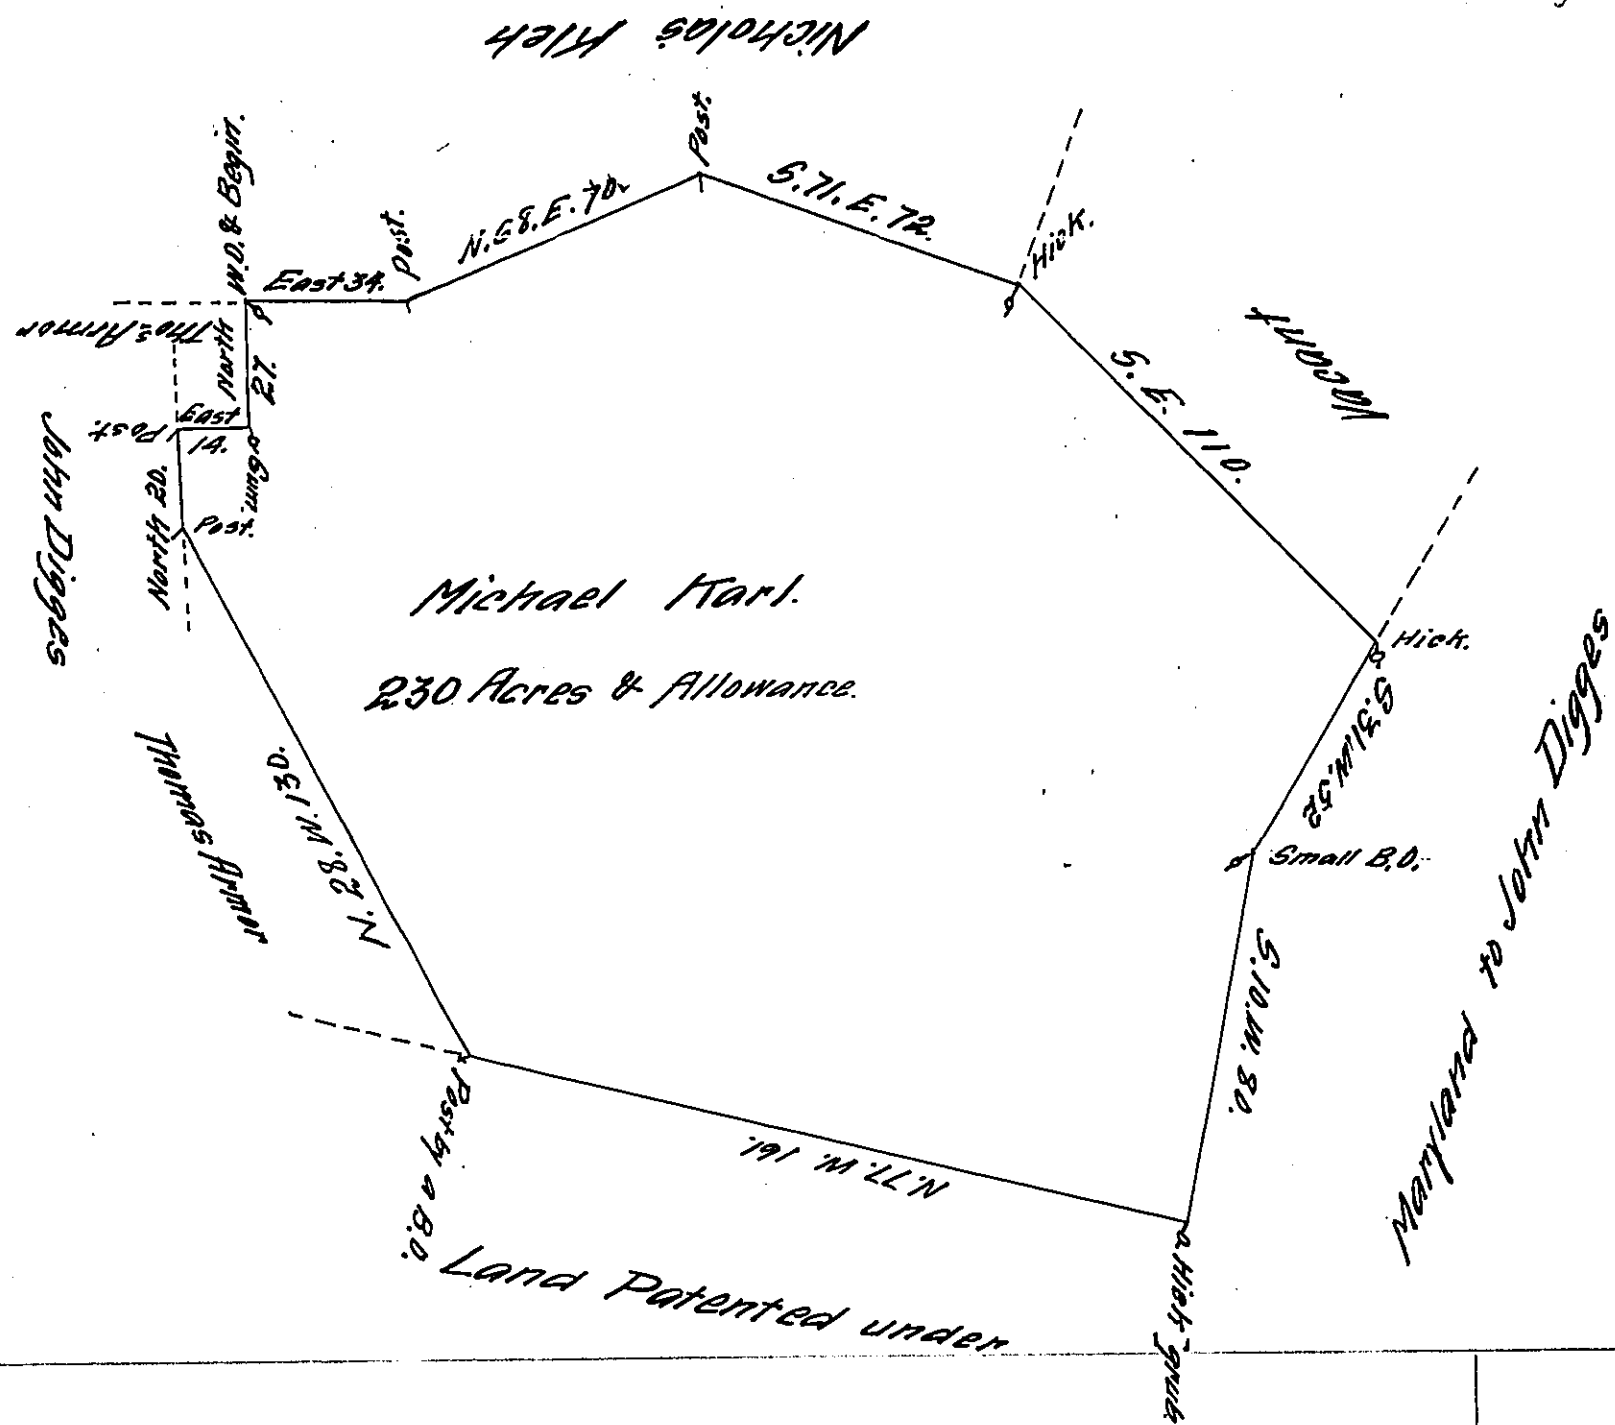 Nicholas Kleh
W.O. & Begin.
East 34.
Post.
N.68.E.70.
Post.
S.71.E.72.
Hick.
Vacant
S.E. 110.
Hick.
S.31.W.52
Small B.O.
S.10.W. 80.
a Hick grub
N.77.W. 161.
Post by a B.O.
N.28.W.130.
Post.
North 20.
Post.
East
14.
Gum.
North
27.
Thos. Armor
John Digges
Thomas Armor
Michael Karl.
230 Acres & Allowance.
Land Patented under
Maryland to John Digges